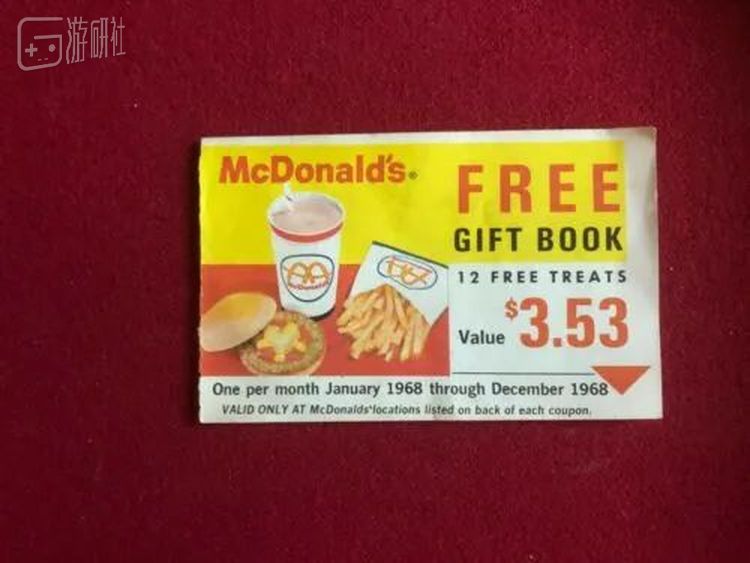 游研社
McDonald's®
FREE
GIFT BOOK
12 FREE TREATS
Value $3.53
McDonald's
One per month January 1968 through December 1968
VALID ONLY AT McDonalds' locations listed on back of each coupon.